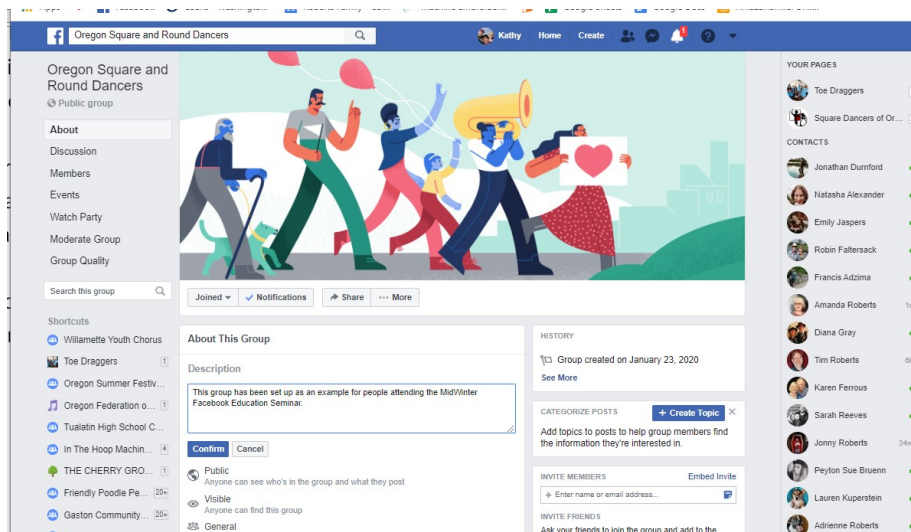 Oregon Square and Round Dancers
Kathy Home Create 1
Oregon Square and
Round Dancers
Public group
About
Discussion
Members
Events
Watch Party
Moderate Group
Group Quality
Search this group
Shortcuts
Willamette Youth Chorus
Toe Draggers 1
Oregon Summer Festiv...
Oregon Federation o... 1
Tualatin High School C...
In The Hoop Machin... 4
THE CHERRY GRO... 1
Friendly Poodle Pe... 20+
Gaston Community... 20+
Joined Notifications Share ··· More
About This Group
Description
This group has been set up as an example for people attending the MidWinter
Facebook Education Seminar.
Confirm Cancel
Public
Anyone can see who's in the group and what they post
Visible
Anyone can find this group
General
HISTORY
Group created on January 23, 2020
See More
CATEGORIZE POSTS + Create Topic
Add topics to posts to help group members find
the information they're interested in.
INVITE MEMBERS Embed Invite
+ Enter name or email address...
INVITE FRIENDS
Ask your friends to join the group and add to the
YOUR PAGES
Toe Draggers
Square Dancers of Or...
CONTACTS
Jonathan Durnford
Natasha Alexander
Emily Jaspers
Robin Faltersack
Francis Adzima
Amanda Roberts
Diana Gray
Tim Roberts
Karen Ferrous
Sarah Reeves
Jonny Roberts 34m
Peyton Sue Bruenn
Lauren Kuperstein
Adrienne Roberts